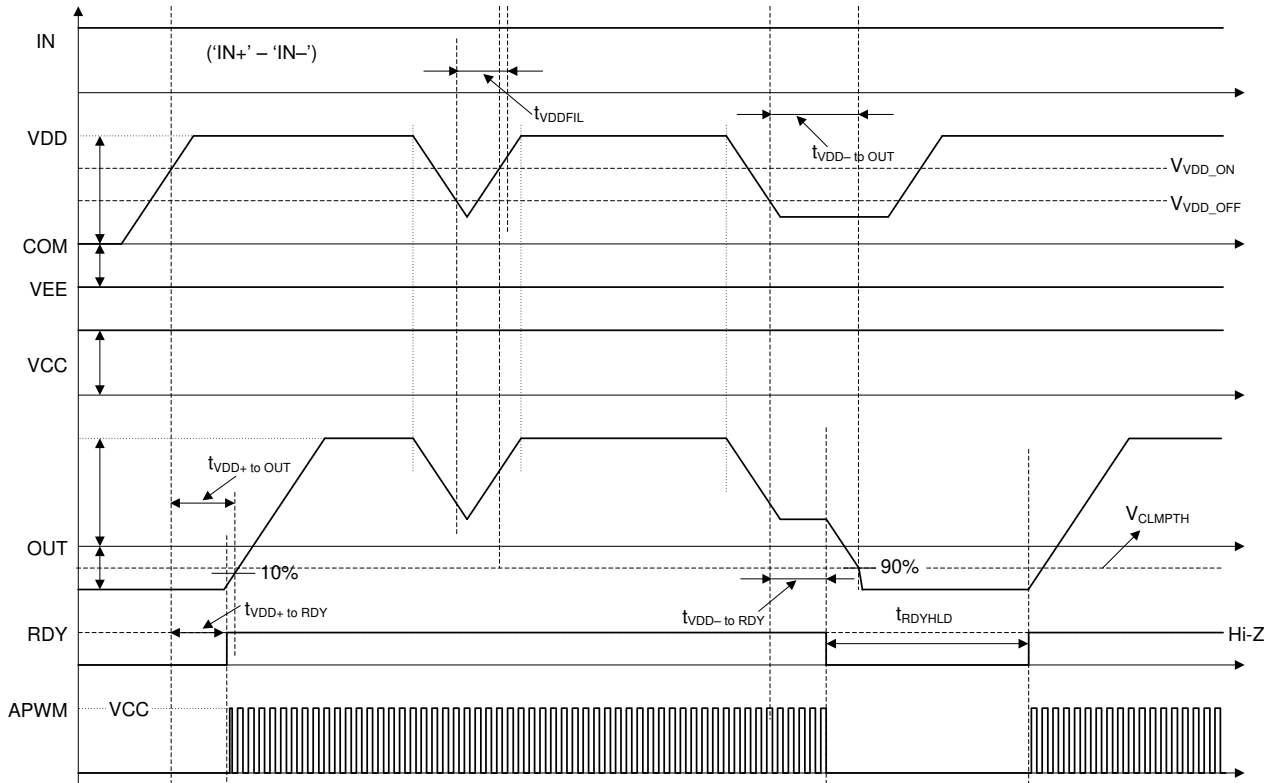 IN
('IN+' – 'IN–')
tVDDFIL
VDD
tVDD– to OUT
VVDD_ON
VVDD_OFF
COM
VEE
VCC
tVDD+ to OUT
VCLMPTH
OUT
10%
90%
tVDD+ to RDY
tVDD– to RDY
tRDYHLD
RDY
Hi-Z
APWM
VCC